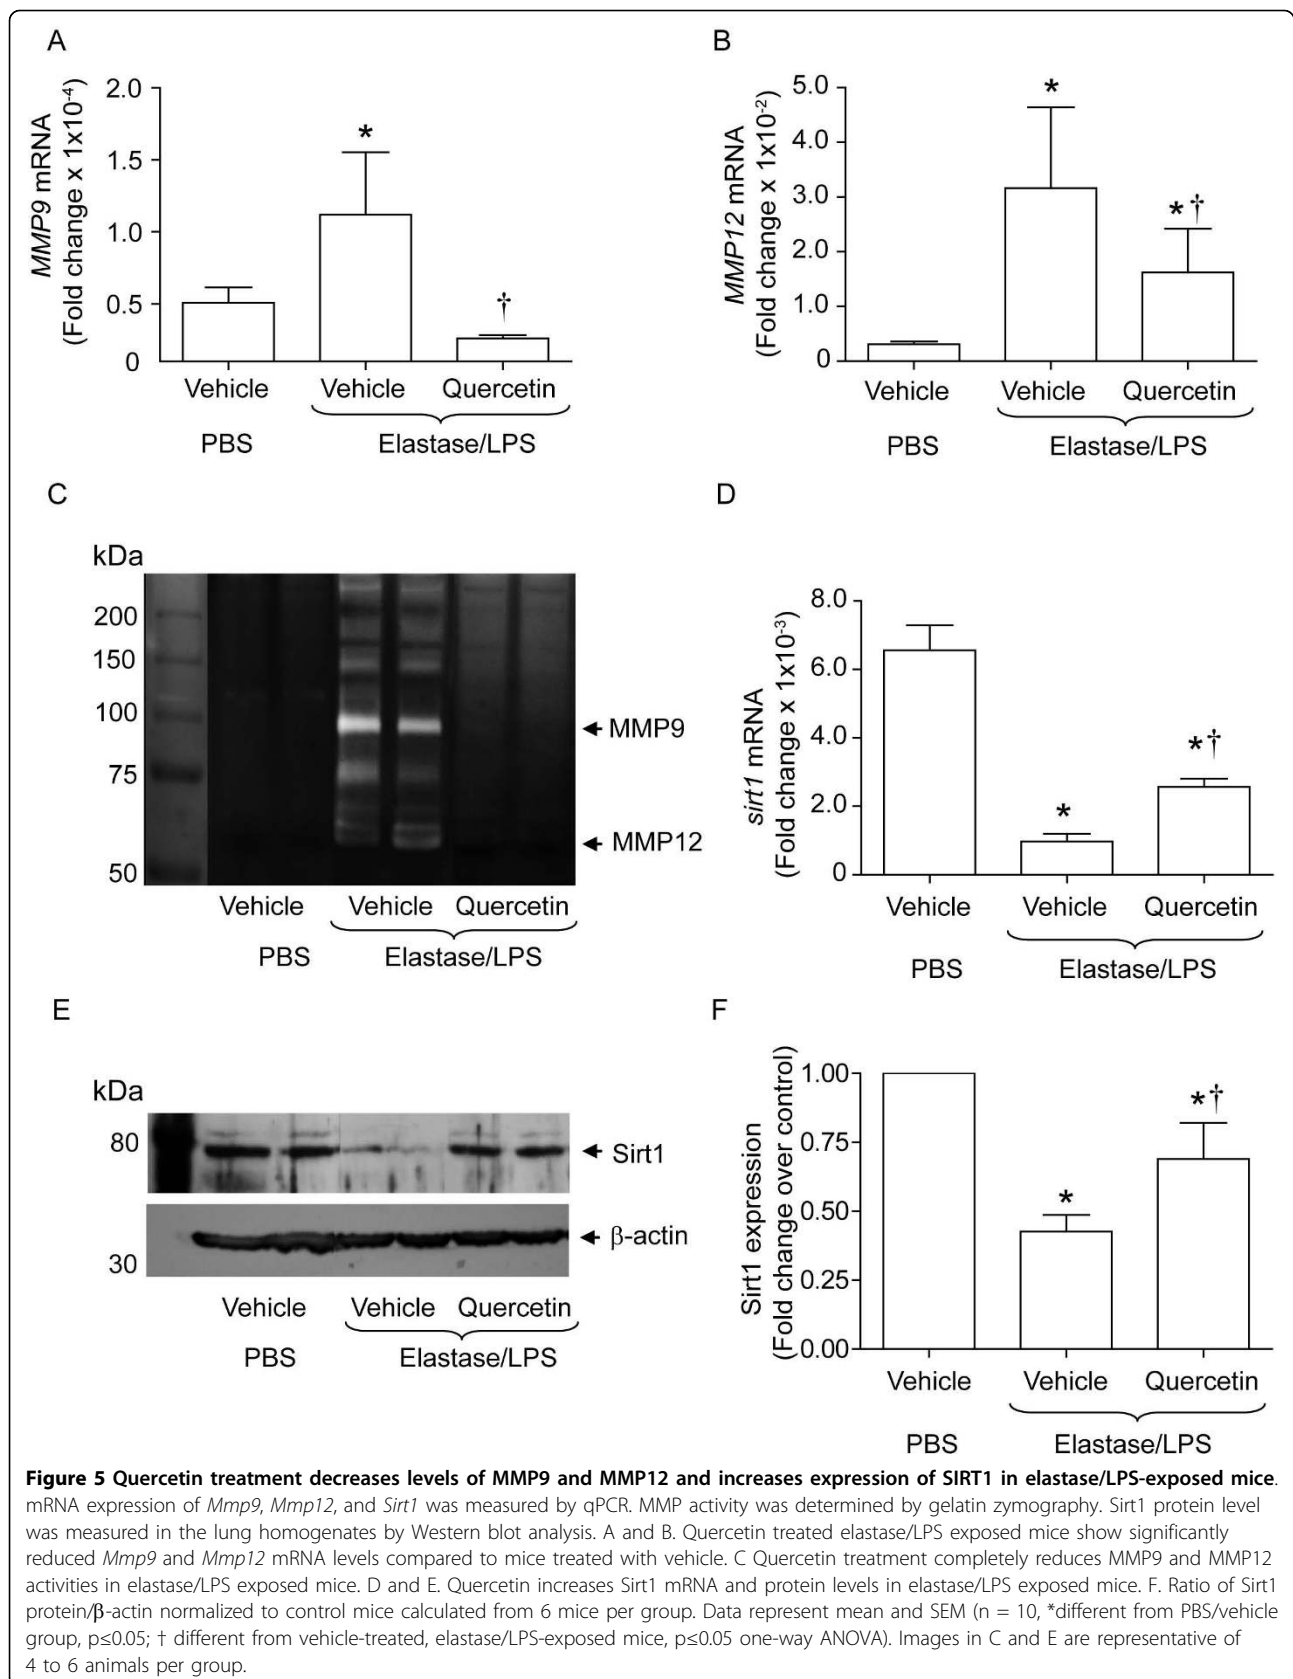 A
MMP9 mRNA
(Fold change x 1x10-4)
2.0
1.5
1.0
0.5
0
*
†
Vehicle Vehicle Quercetin
PBS Elastase/LPS
B
MMP12 mRNA
(Fold change x 1x10-2)
5.0
4.0
3.0
2.0
1.0
0
*
*†
Vehicle Vehicle Quercetin
PBS Elastase/LPS
C
kDa
200
150
100
75
50
MMP9
MMP12
Vehicle Vehicle Quercetin
PBS Elastase/LPS
D
sirt1 mRNA
(Fold change x 1x10-3)
8.0
6.0
4.0
2.0
0
*
*†
Vehicle Vehicle Quercetin
PBS Elastase/LPS
E
kDa
80
30
Sirt1
β-actin
Vehicle Vehicle Quercetin
PBS Elastase/LPS
F
Sirt1 expression
(Fold change over control)
1.00
0.75
0.50
0.25
0.00
*
*†
Vehicle Vehicle Quercetin
PBS Elastase/LPS
Figure 5 Quercetin treatment decreases levels of MMP9 and MMP12 and increases expression of SIRT1 in elastase/LPS-exposed mice.
mRNA expression of Mmp9, Mmp12, and Sirt1 was measured by qPCR. MMP activity was determined by gelatin zymography. Sirt1 protein level
was measured in the lung homogenates by Western blot analysis. A and B. Quercetin treated elastase/LPS exposed mice show significantly
reduced Mmp9 and Mmp12 mRNA levels compared to mice treated with vehicle. C Quercetin treatment completely reduces MMP9 and MMP12
activities in elastase/LPS exposed mice. D and E. Quercetin increases Sirt1 mRNA and protein levels in elastase/LPS exposed mice. F. Ratio of Sirt1
protein/β-actin normalized to control mice calculated from 6 mice per group. Data represent mean and SEM (n = 10, *different from PBS/vehicle
group, p≤0.05; † different from vehicle-treated, elastase/LPS-exposed mice, p≤0.05 one-way ANOVA). Images in C and E are representative of
4 to 6 animals per group.